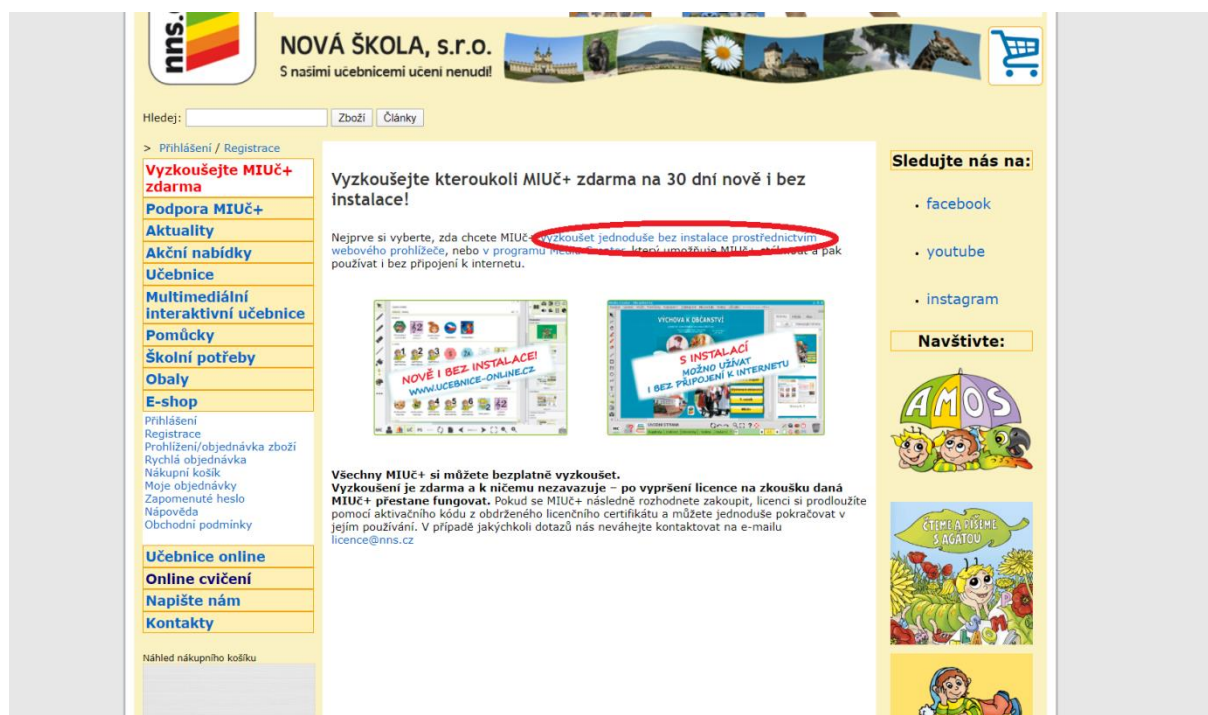 nns.c
NOVÁ ŠKOLA, s.r.o.
S našimi učebnicemi učení nenudí!
Hledej:
Zboží
Články
> Přihlášení / Registrace
Vyzkoušejte MIUč+
zdarma
Podpora MIUč+
Aktuality
Akční nabídky
Učebnice
Multimediální
interaktivní učebnice
Pomůcky
Školní potřeby
Obaly
E-shop
Přihlášení
Registrace
Prohlížení/objednávka zboží
Rychlá objednávka
Nákupní košík
Moje objednávky
Zapomenuté heslo
Nápověda
Obchodní podmínky
Učebnice online
Online cvičení
Napište nám
Kontakty
Náhled nákupního košíku
Vyzkoušejte kteroukoli MIUč+ zdarma na 30 dní nově i bez
instalace!
Nejprve si vyberte, zda chcete MIUč+ vyzkoušet jednoduše bez instalace prostřednictvím
webového prohlížeče, nebo v programu Media Creator, který umožňuje MIUč+ stáhnout a pak
používat i bez připojení k internetu.
NOVĚ I BEZ INSTALACE!
WWW.UCEBNICE-ONLINE.CZ
VÝCHOVA K OBČANSTVÍ
S INSTALACÍ
MOŽNO UŽÍVAT
I BEZ PŘIPOJENÍ K INTERNETU
Všechny MIUč+ si můžete bezplatně vyzkoušet.
Vyzkoušení je zdarma a k ničemu nezavazuje – po vypršení licence na zkoušku daná
MIUč+ přestane fungovat. Pokud se MIUč+ následně rozhodnete zakoupit, licenci si prodloužíte
pomocí aktivačního kódu z obdrženého licenčního certifikátu a můžete jednoduše pokračovat v
jejím používání. V případě jakýchkoli dotazů nás neváhejte kontaktovat na e-mailu
licence@nns.cz
Sledujte nás na:
facebook
youtube
instagram
Navštivte:
AMOS
ČTEME A PÍŠEME
S AGÁTOU